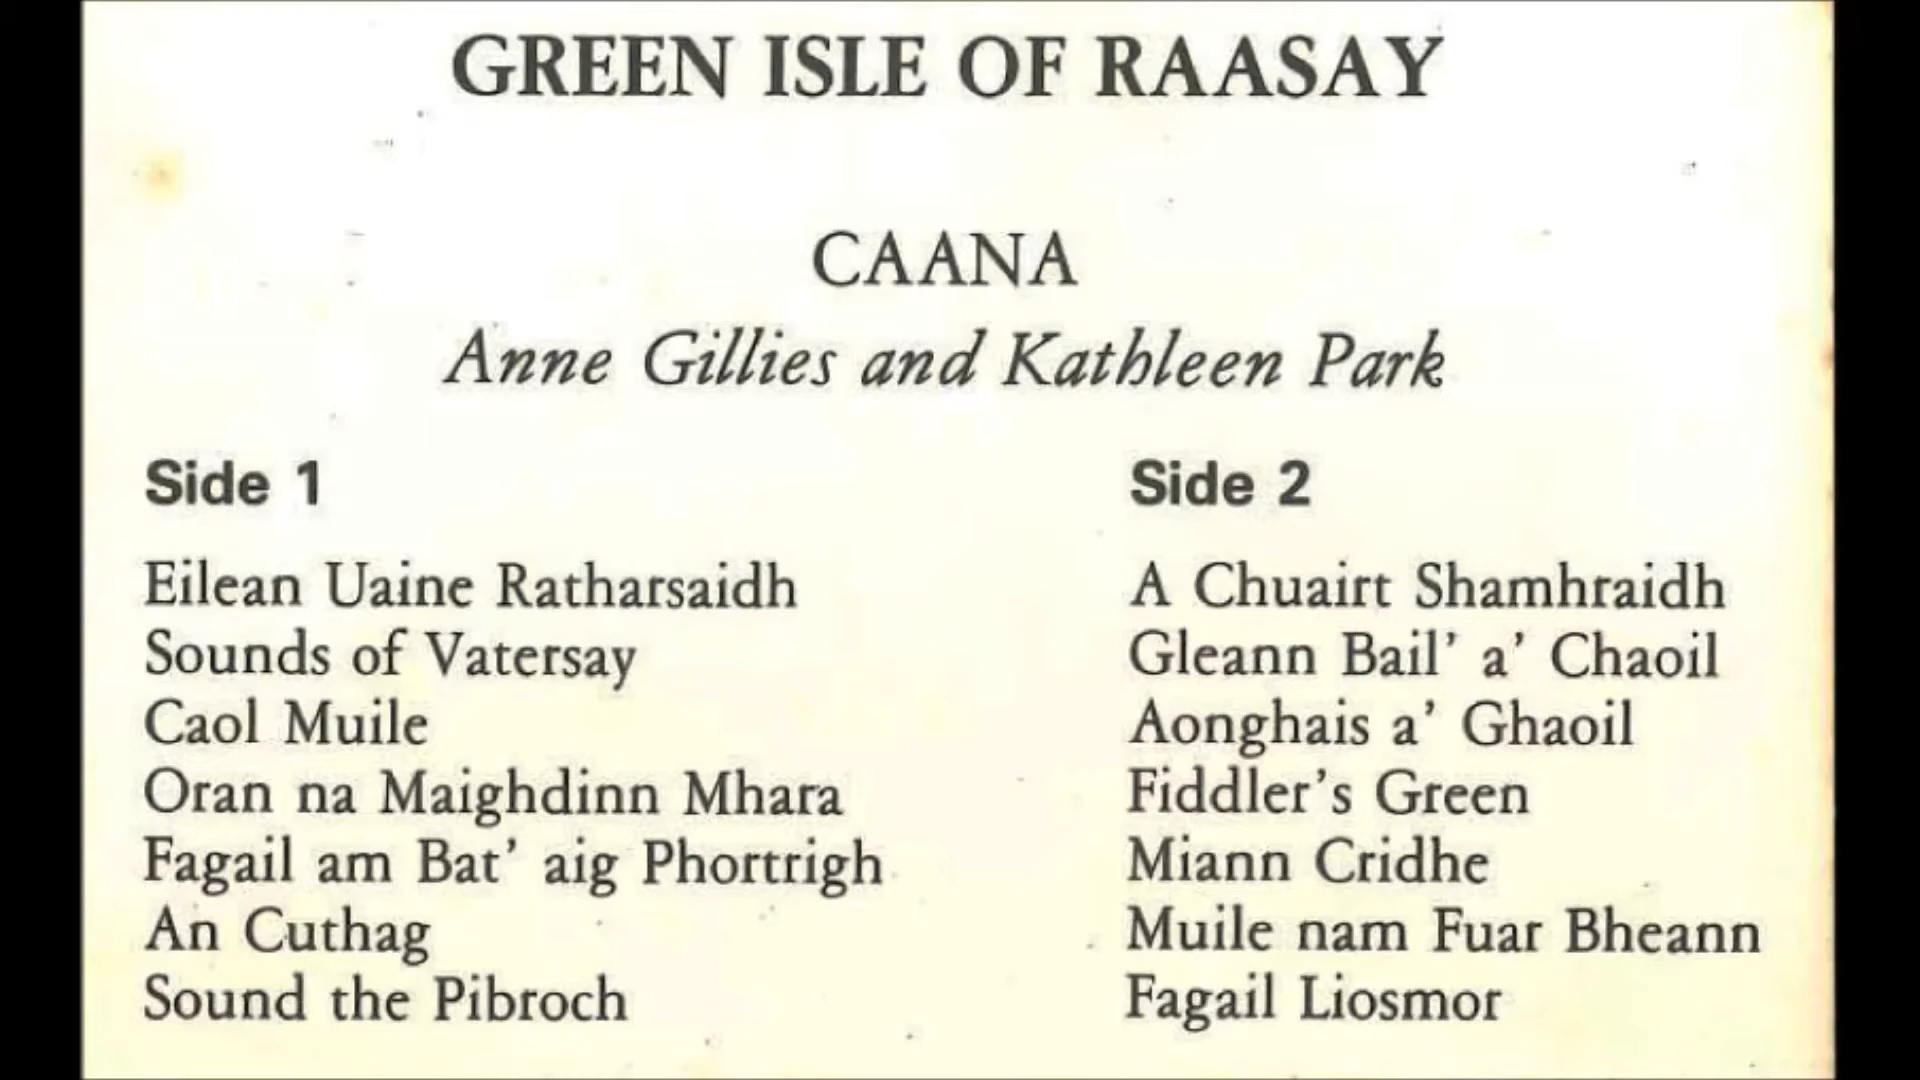 GREEN ISLE OF RAASAY
CAANA
Anne Gillies and Kathleen Park
Side 1
Eilean Uaine Ratharsaidh
Sounds of Vatersay
Caol Muile
Oran na Maighdinn Mhara
Fagail am Bat’ aig Phortrigh
An Cuthag
Sound the Pibroch
Side 2
A Chuairt Shamhraidh
Gleann Bail’ a’ Chaoil
Aonghais a’ Ghaoil
Fiddler’s Green
Miann Cridhe
Muile nam Fuar Bheann
Fagail Liosmor